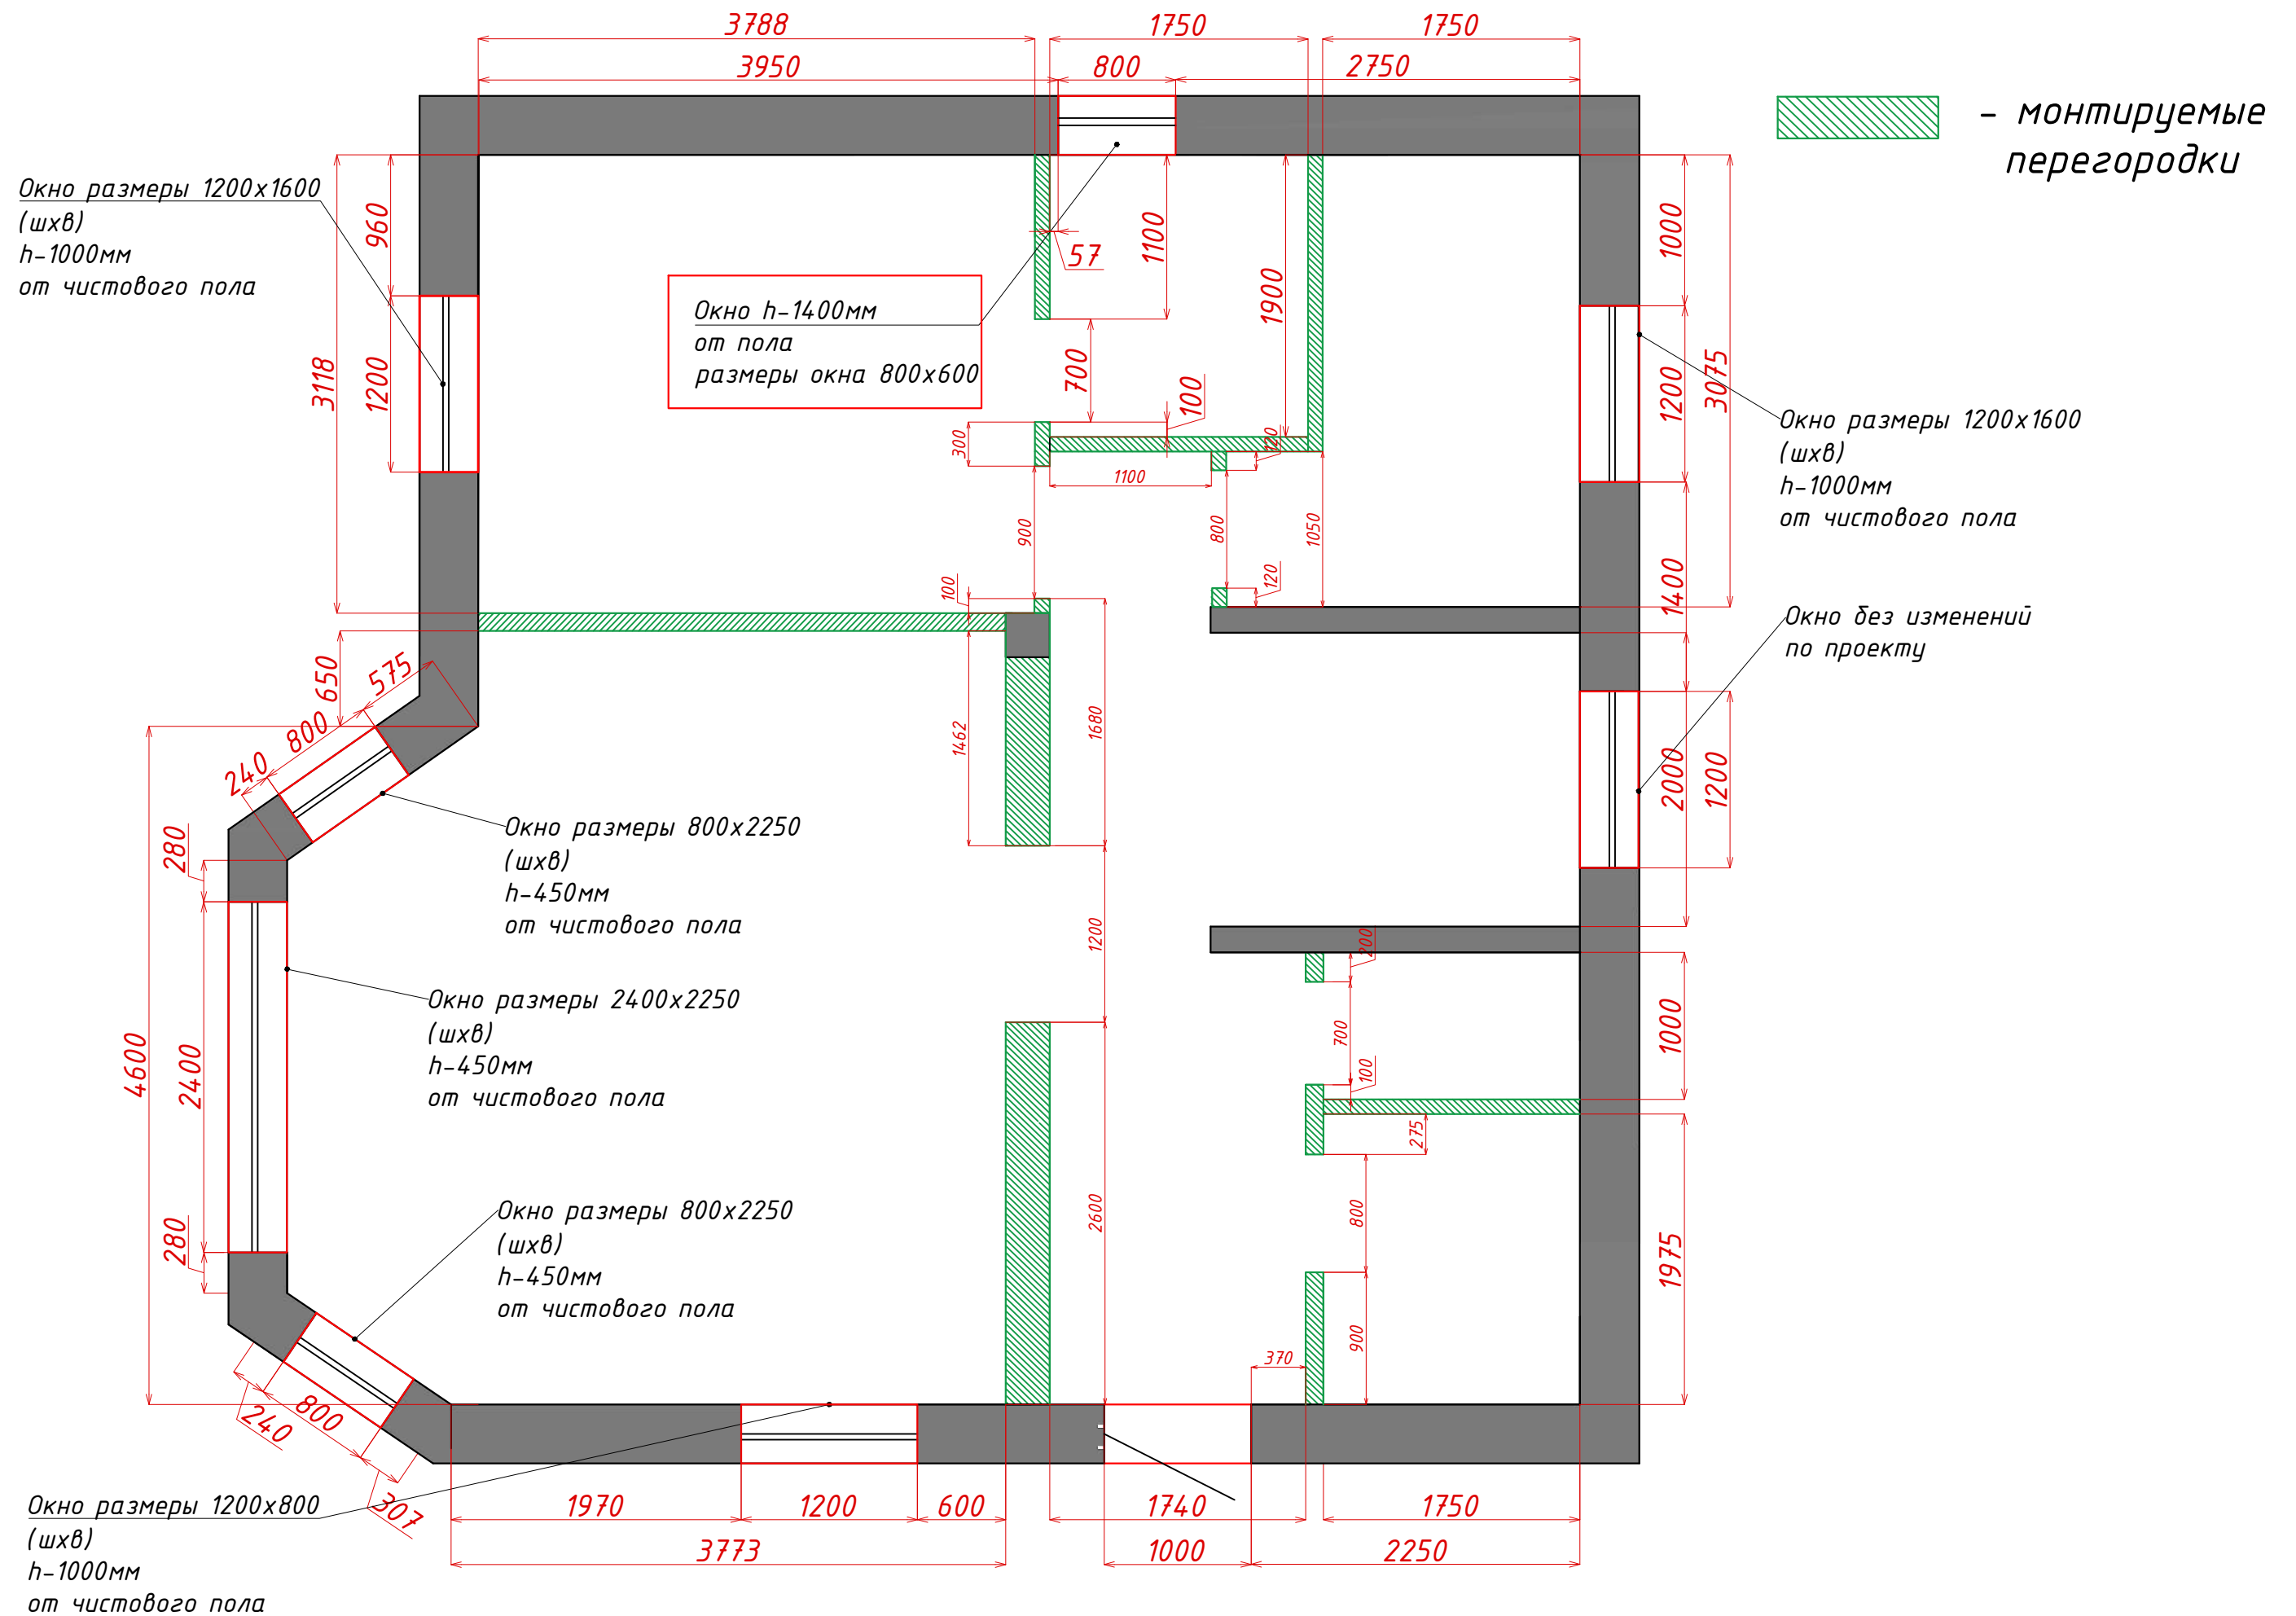 3788
1750
1750
3950
800
2750
- монтируемые
перегородки
Окно размеры 1200х1600
(шхв)
h-1000мм
от чистового пола
960
1200
3118
57
1100
1900
1000
1200
3075
Окно h-1400мм
от пола
размеры окна 800х600
700
100
300
120
1100
900
800
1050
100
120
1400
Окно размеры 1200х1600
(шхв)
h-1000мм
от чистового пола
Окно без изменений
по проекту
650
575
800
240
280
1462
1680
2000
1200
Окно размеры 800х2250
(шхв)
h-450мм
от чистового пола
Окно размеры 2400х2250
(шхв)
h-450мм
от чистового пола
4600
2400
1200
200
700
100
1000
275
280
2600
800
900
370
1975
Окно размеры 800х2250
(шхв)
h-450мм
от чистового пола
240
800
307
Окно размеры 1200х800
(шхв)
h-1000мм
от чистового пола
1970
1200
600
1740
1750
3773
1000
2250